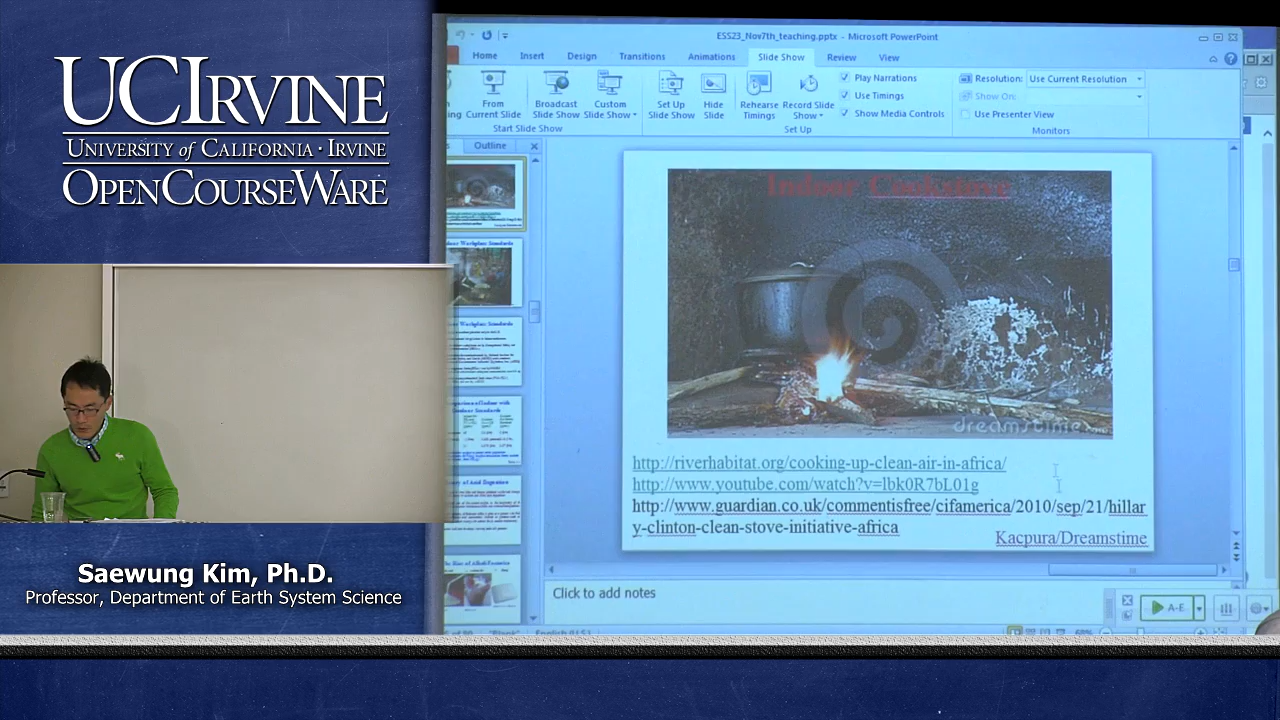 UCIRVINE
UNIVERSITY of CALIFORNIA · IRVINE
OPENCOURSEWARE
Saewung Kim, Ph.D.
Professor, Department of Earth System Science
ESS23_Nov7th_teaching.pptx - Microsoft PowerPoint
Home Insert Design Transitions Animations Slide Show Review View
From Current Slide
Broadcast Slide Show
Custom Slide Show
Set Up Slide Show
Hide Slide
Rehearse Timings
Record Slide Show
Play Narrations
Use Timings
Show Media Controls
Resolution: Use Current Resolution
Show On:
Use Presenter View
Start Slide Show
Set Up
Monitors
Outline
Indoor Cookstove
dreamstime
http://riverhabitat.org/cooking-up-clean-air-in-africa/
http://www.youtube.com/watch?v=lbk0R7bL01g
http://www.guardian.co.uk/commentisfree/cifamerica/2010/sep/21/hillar
y-clinton-clean-stove-initiative-africa
Kacpura/Dreamstime
Click to add notes
A-E